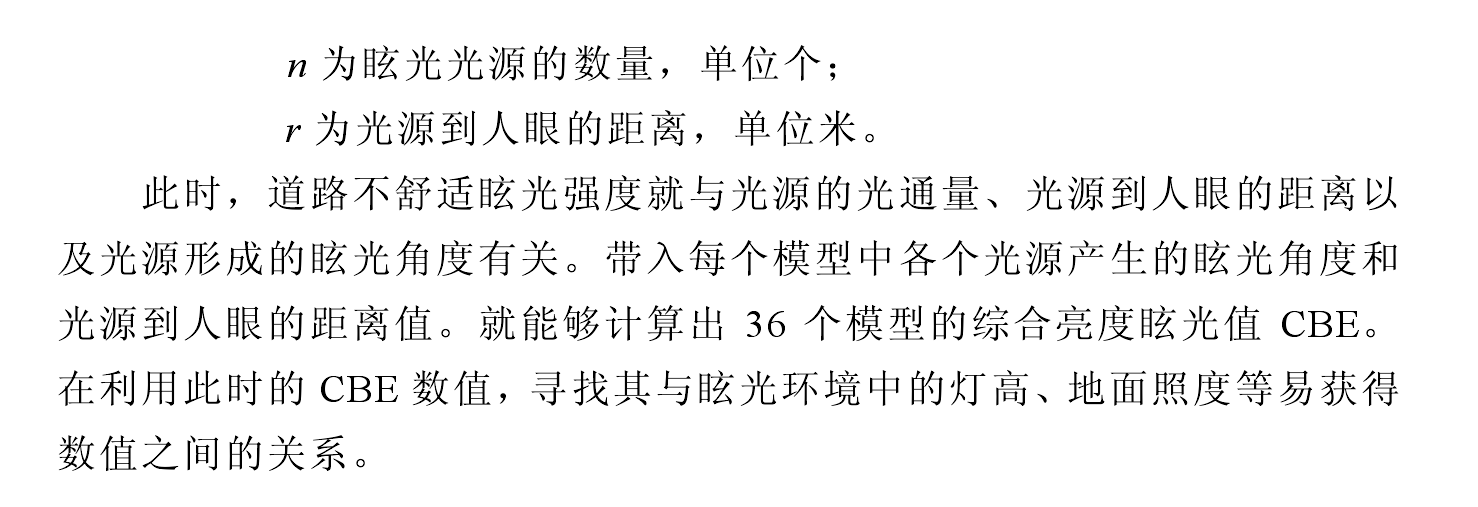 n 为眩光光源的数量，单位个；
r 为光源到人眼的距离，单位米。
此时，道路不舒适眩光强度就与光源的光通量、光源到人眼的距离以
及光源形成的眩光角度有关。带入每个模型中各个光源产生的眩光角度和
光源到人眼的距离值。就能够计算出 36 个模型的综合亮度眩光值 CBE。
在利用此时的 CBE 数值，寻找其与眩光环境中的灯高、地面照度等易获得
数值之间的关系。